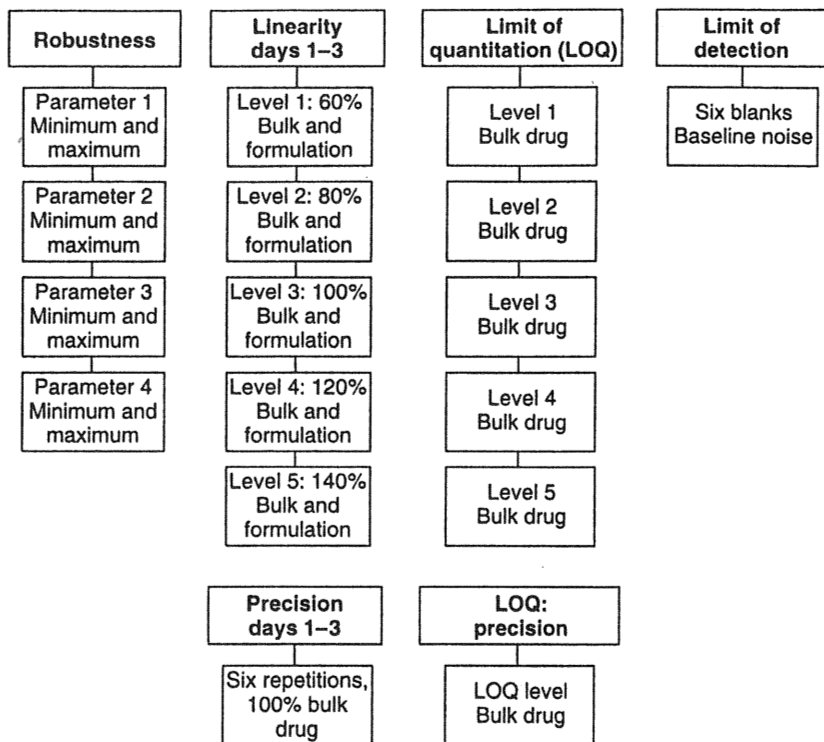 Robustness
Parameter 1
Minimum and
maximum
Parameter 2
Minimum and
maximum
Parameter 3
Minimum and
maximum
Parameter 4
Minimum and
maximum
Linearity
days 1–3
Level 1: 60%
Bulk and
formulation
Level 2: 80%
Bulk and
formulation
Level 3: 100%
Bulk and
formulation
Level 4: 120%
Bulk and
formulation
Level 5: 140%
Bulk and
formulation
Limit of
quantitation (LOQ)
Level 1
Bulk drug
Level 2
Bulk drug
Level 3
Bulk drug
Level 4
Bulk drug
Level 5
Bulk drug
Limit of
detection
Six blanks
Baseline noise
Precision
days 1–3
Six repetitions,
100% bulk
drug
LOQ:
precision
LOQ level
Bulk drug